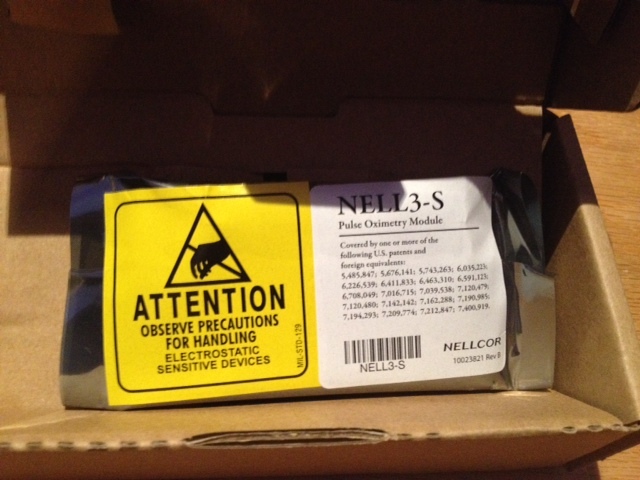 ATTENTION
OBSERVE PRECAUTIONS
FOR HANDLING
ELECTROSTATIC
SENSITIVE DEVICES
MIL-STD-129
NELL3-S
Pulse Oximetry Module
Covered by one or more of the
following U.S. patents and
foreign equivalents:
5,485,847; 5,676,141; 5,743,263; 6,035,223;
6,226,539; 6,411,833; 6,463,310; 6,591,123;
6,708,049; 7,016,715; 7,039,538; 7,120,479;
7,120,480; 7,142,142; 7,162,288; 7,190,985;
7,194,293; 7,209,774; 7,212,847; 7,400,919.
NELL3-S
NELLCOR
10023821 Rev B